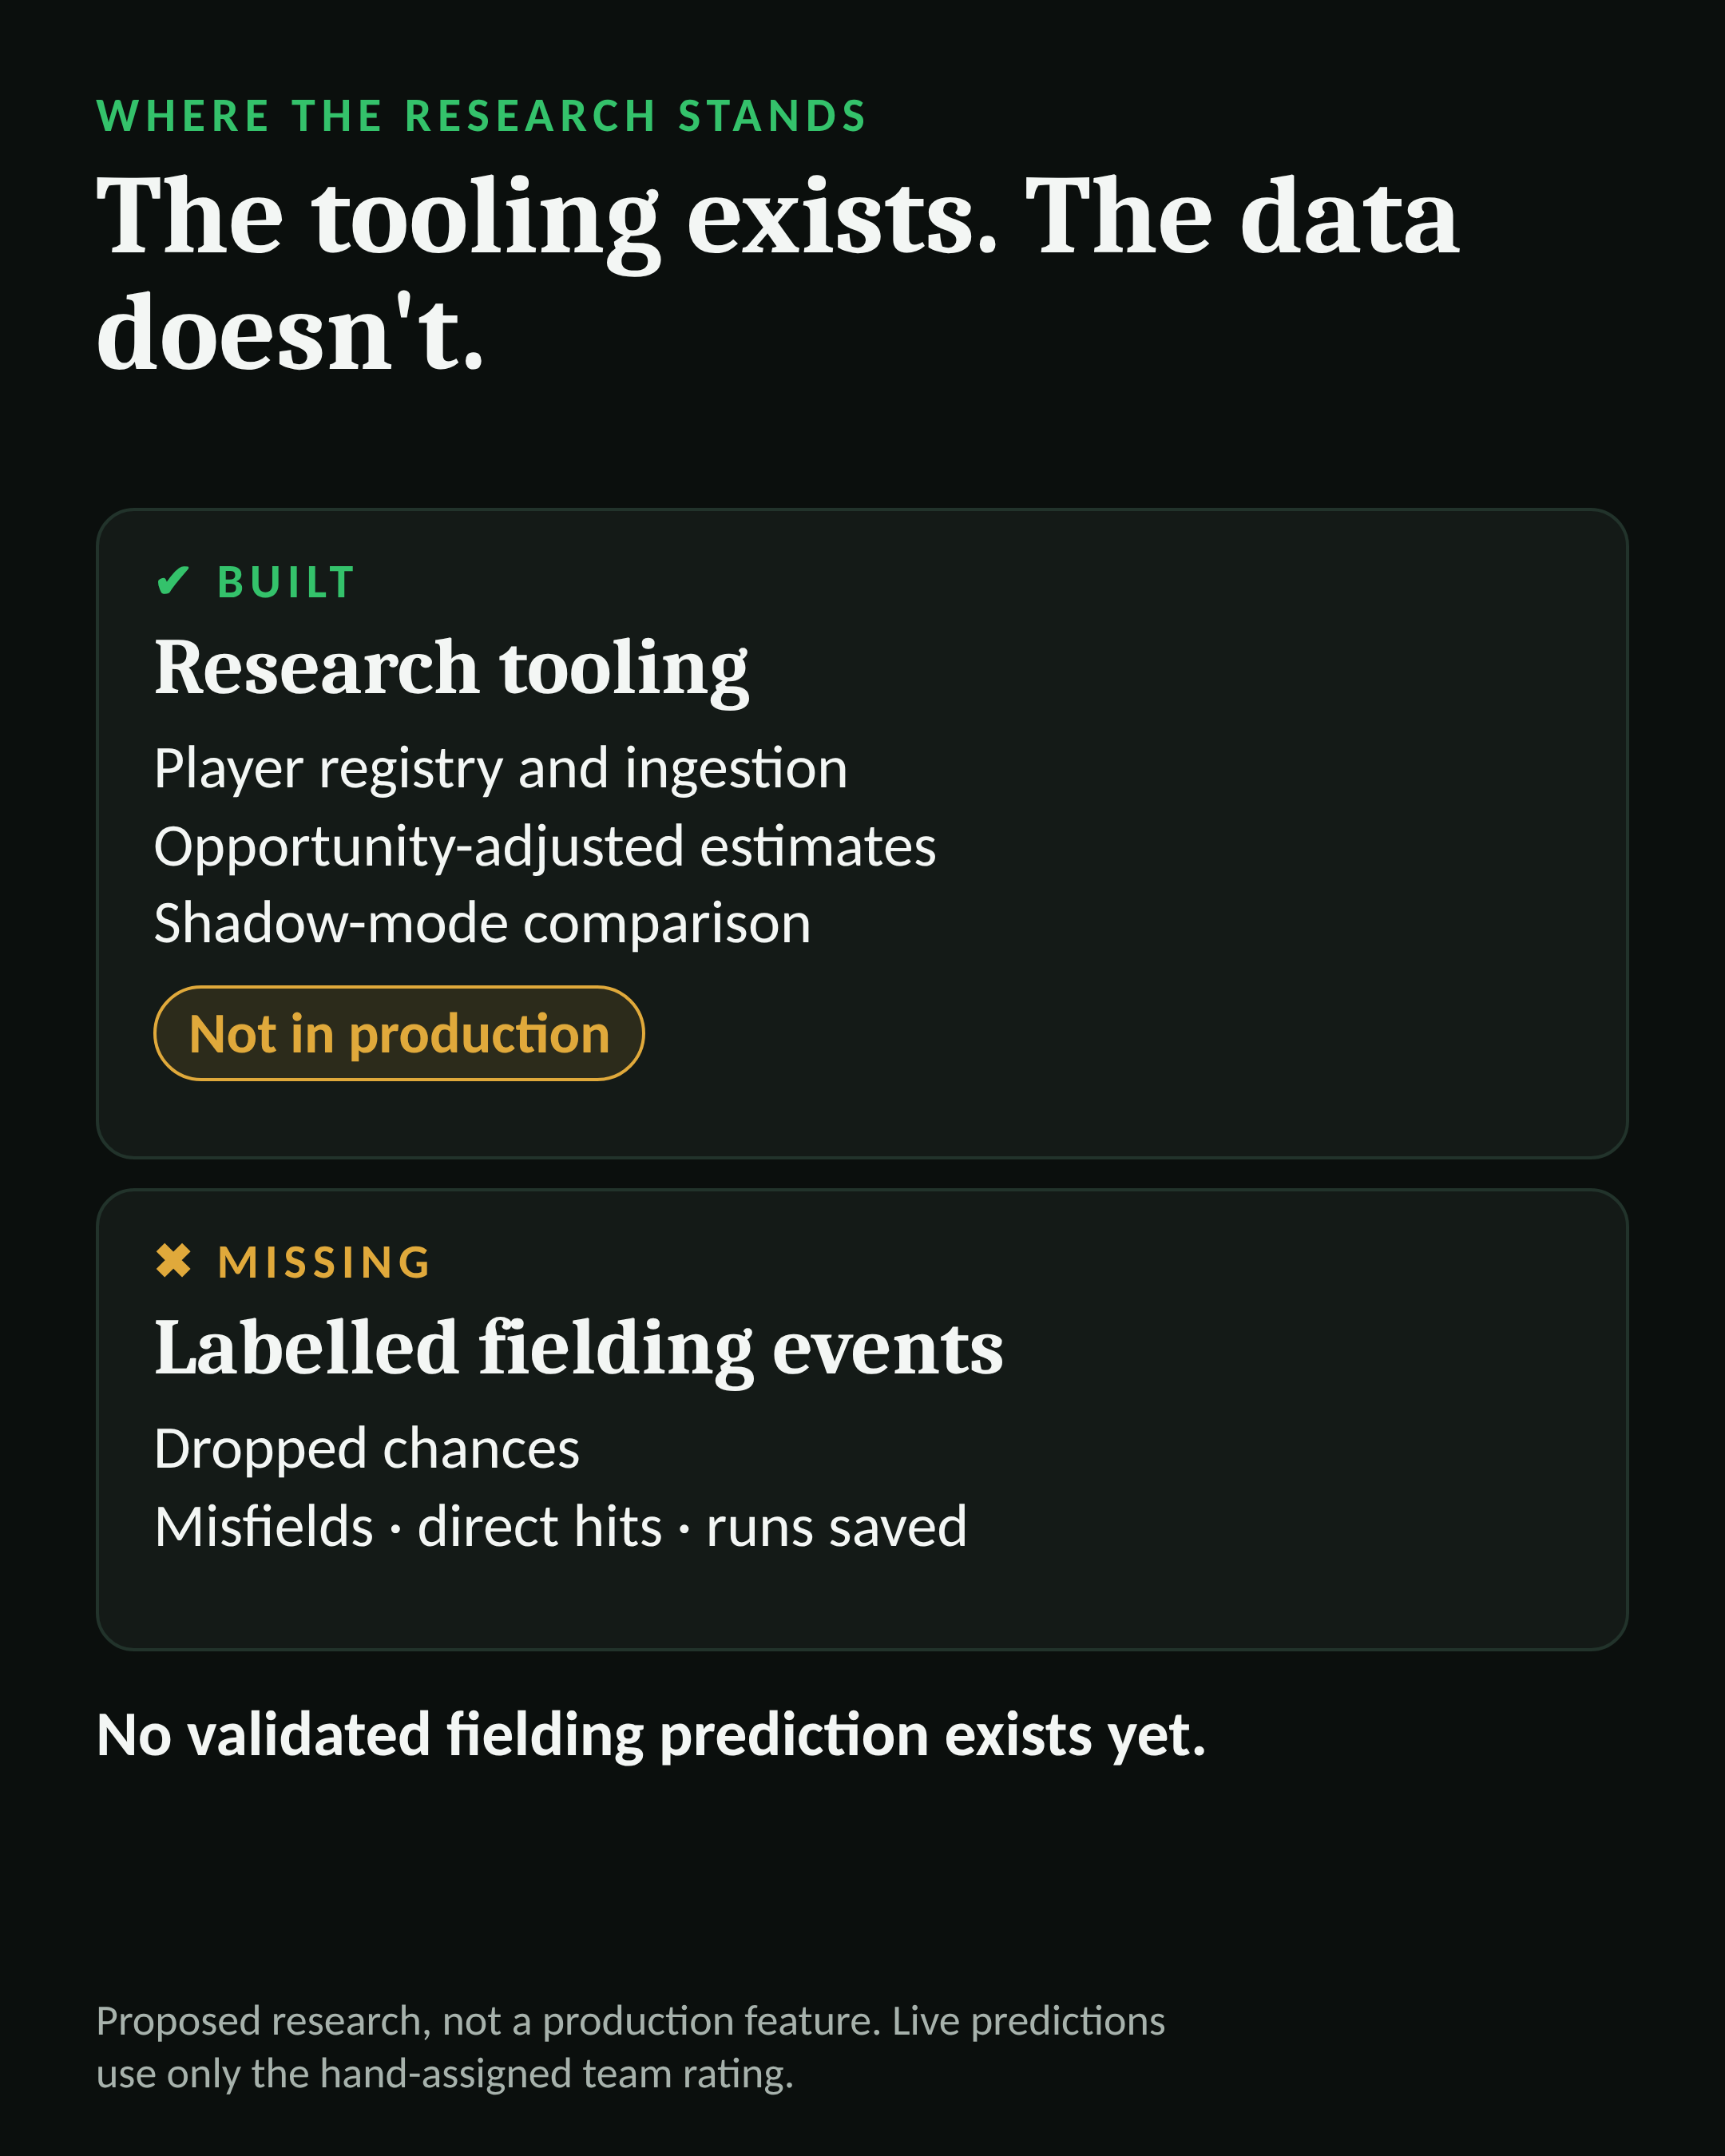 WHERE THE RESEARCH STANDS
The tooling exists. The data
doesn't.
✔ BUILT
Research tooling
Player registry and ingestion
Opportunity-adjusted estimates
Shadow-mode comparison
Not in production
✖ MISSING
Labelled fielding events
Dropped chances
Misfields · direct hits · runs saved
No validated fielding prediction exists yet.
Proposed research, not a production feature. Live predictions
use only the hand-assigned team rating.